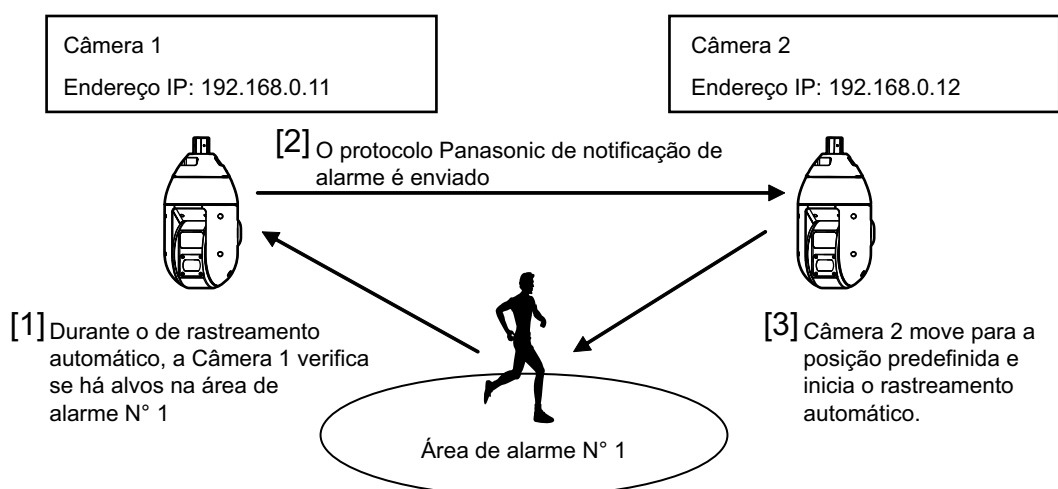 Câmera 1
Endereço IP: 192.168.0.11
Câmera 2
Endereço IP: 192.168.0.12
[2] O protocolo Panasonic de notificação de
alarme é enviado
[1] Durante o de rastreamento
automático, a Câmera 1 verifica
se há alvos na área de
alarme N° 1
[3] Câmera 2 move para a
posição predefinida e
inicia o rastreamento
automático.
Área de alarme N° 1